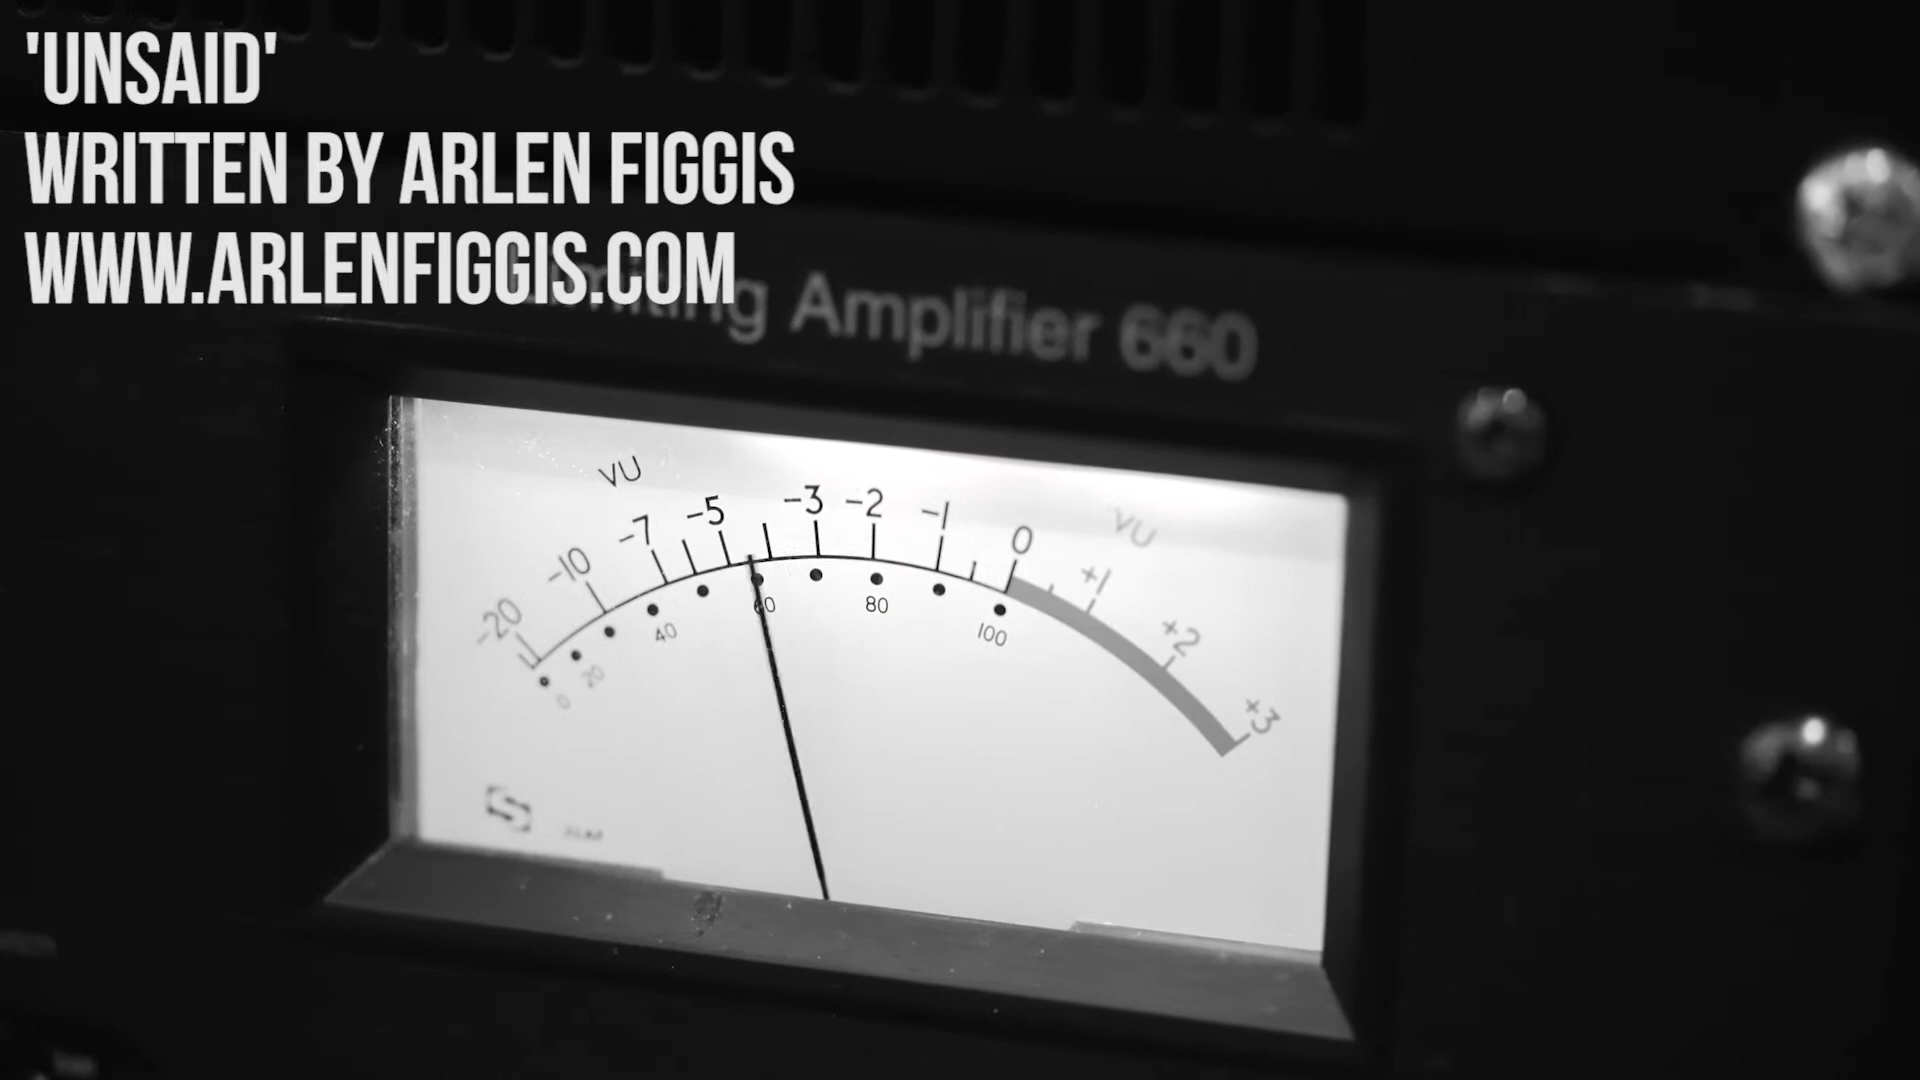 'UNSAID'
WRITTEN BY ARLEN FIGGIS
WWW.ARLENFIGGIS.COM
Limiting Amplifier 660
VU
-20 -10 -7 -5 -3 -2 -1 0 +1 +2 +3
VU
0 20 40 60 80 100